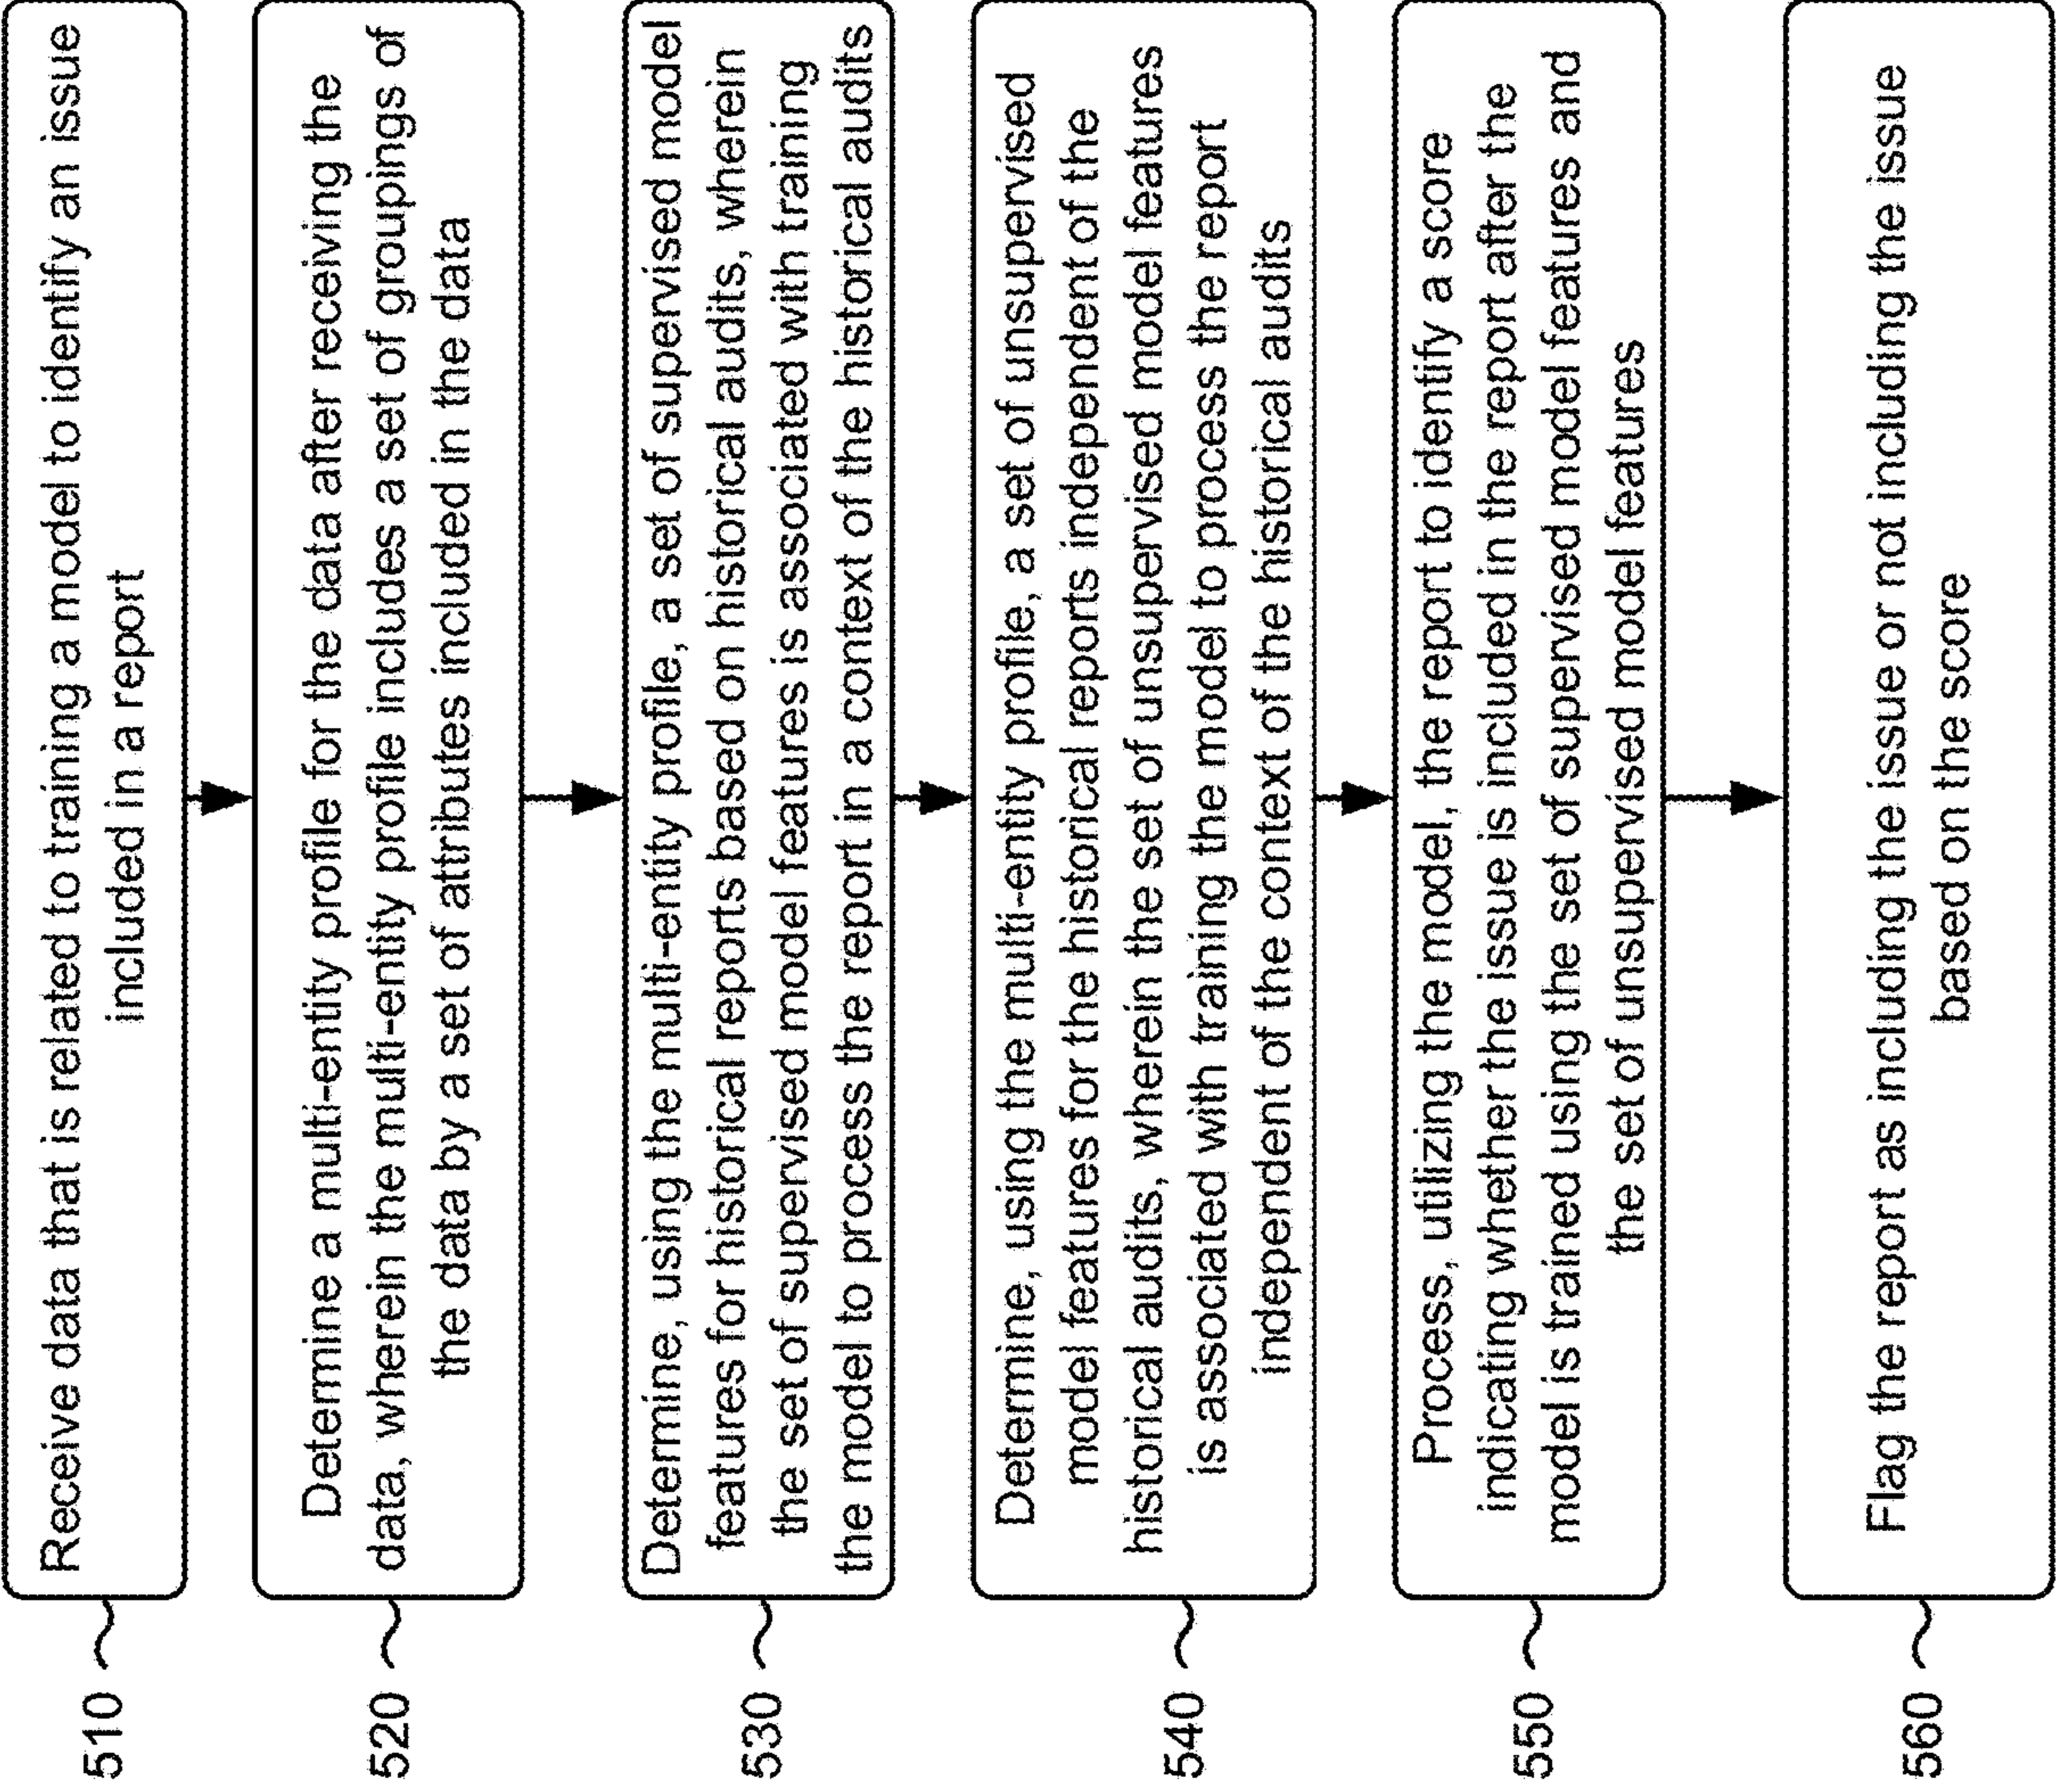 510
Receive data that is related to training a model to identify an issue
included in a report
520
Determine a multi-entity profile for the data after receiving the
data, wherein the multi-entity profile includes a set of groupings of
the data by a set of attributes included in the data
530
Determine, using the multi-entity profile, a set of supervised model
features for historical reports based on historical audits, wherein
the set of supervised model features is associated with training
the model to process the report in a context of the historical audits
540
Determine, using the multi-entity profile, a set of unsupervised
model features for the historical reports independent of the
historical audits, wherein the set of unsupervised model features
is associated with training the model to process the report
independent of the context of the historical audits
550
Process, utilizing the model, the report to identify a score
indicating whether the issue is included in the report after the
model is trained using the set of supervised model features and
the set of unsupervised model features
560
Flag the report as including the issue or not including the issue
based on the score